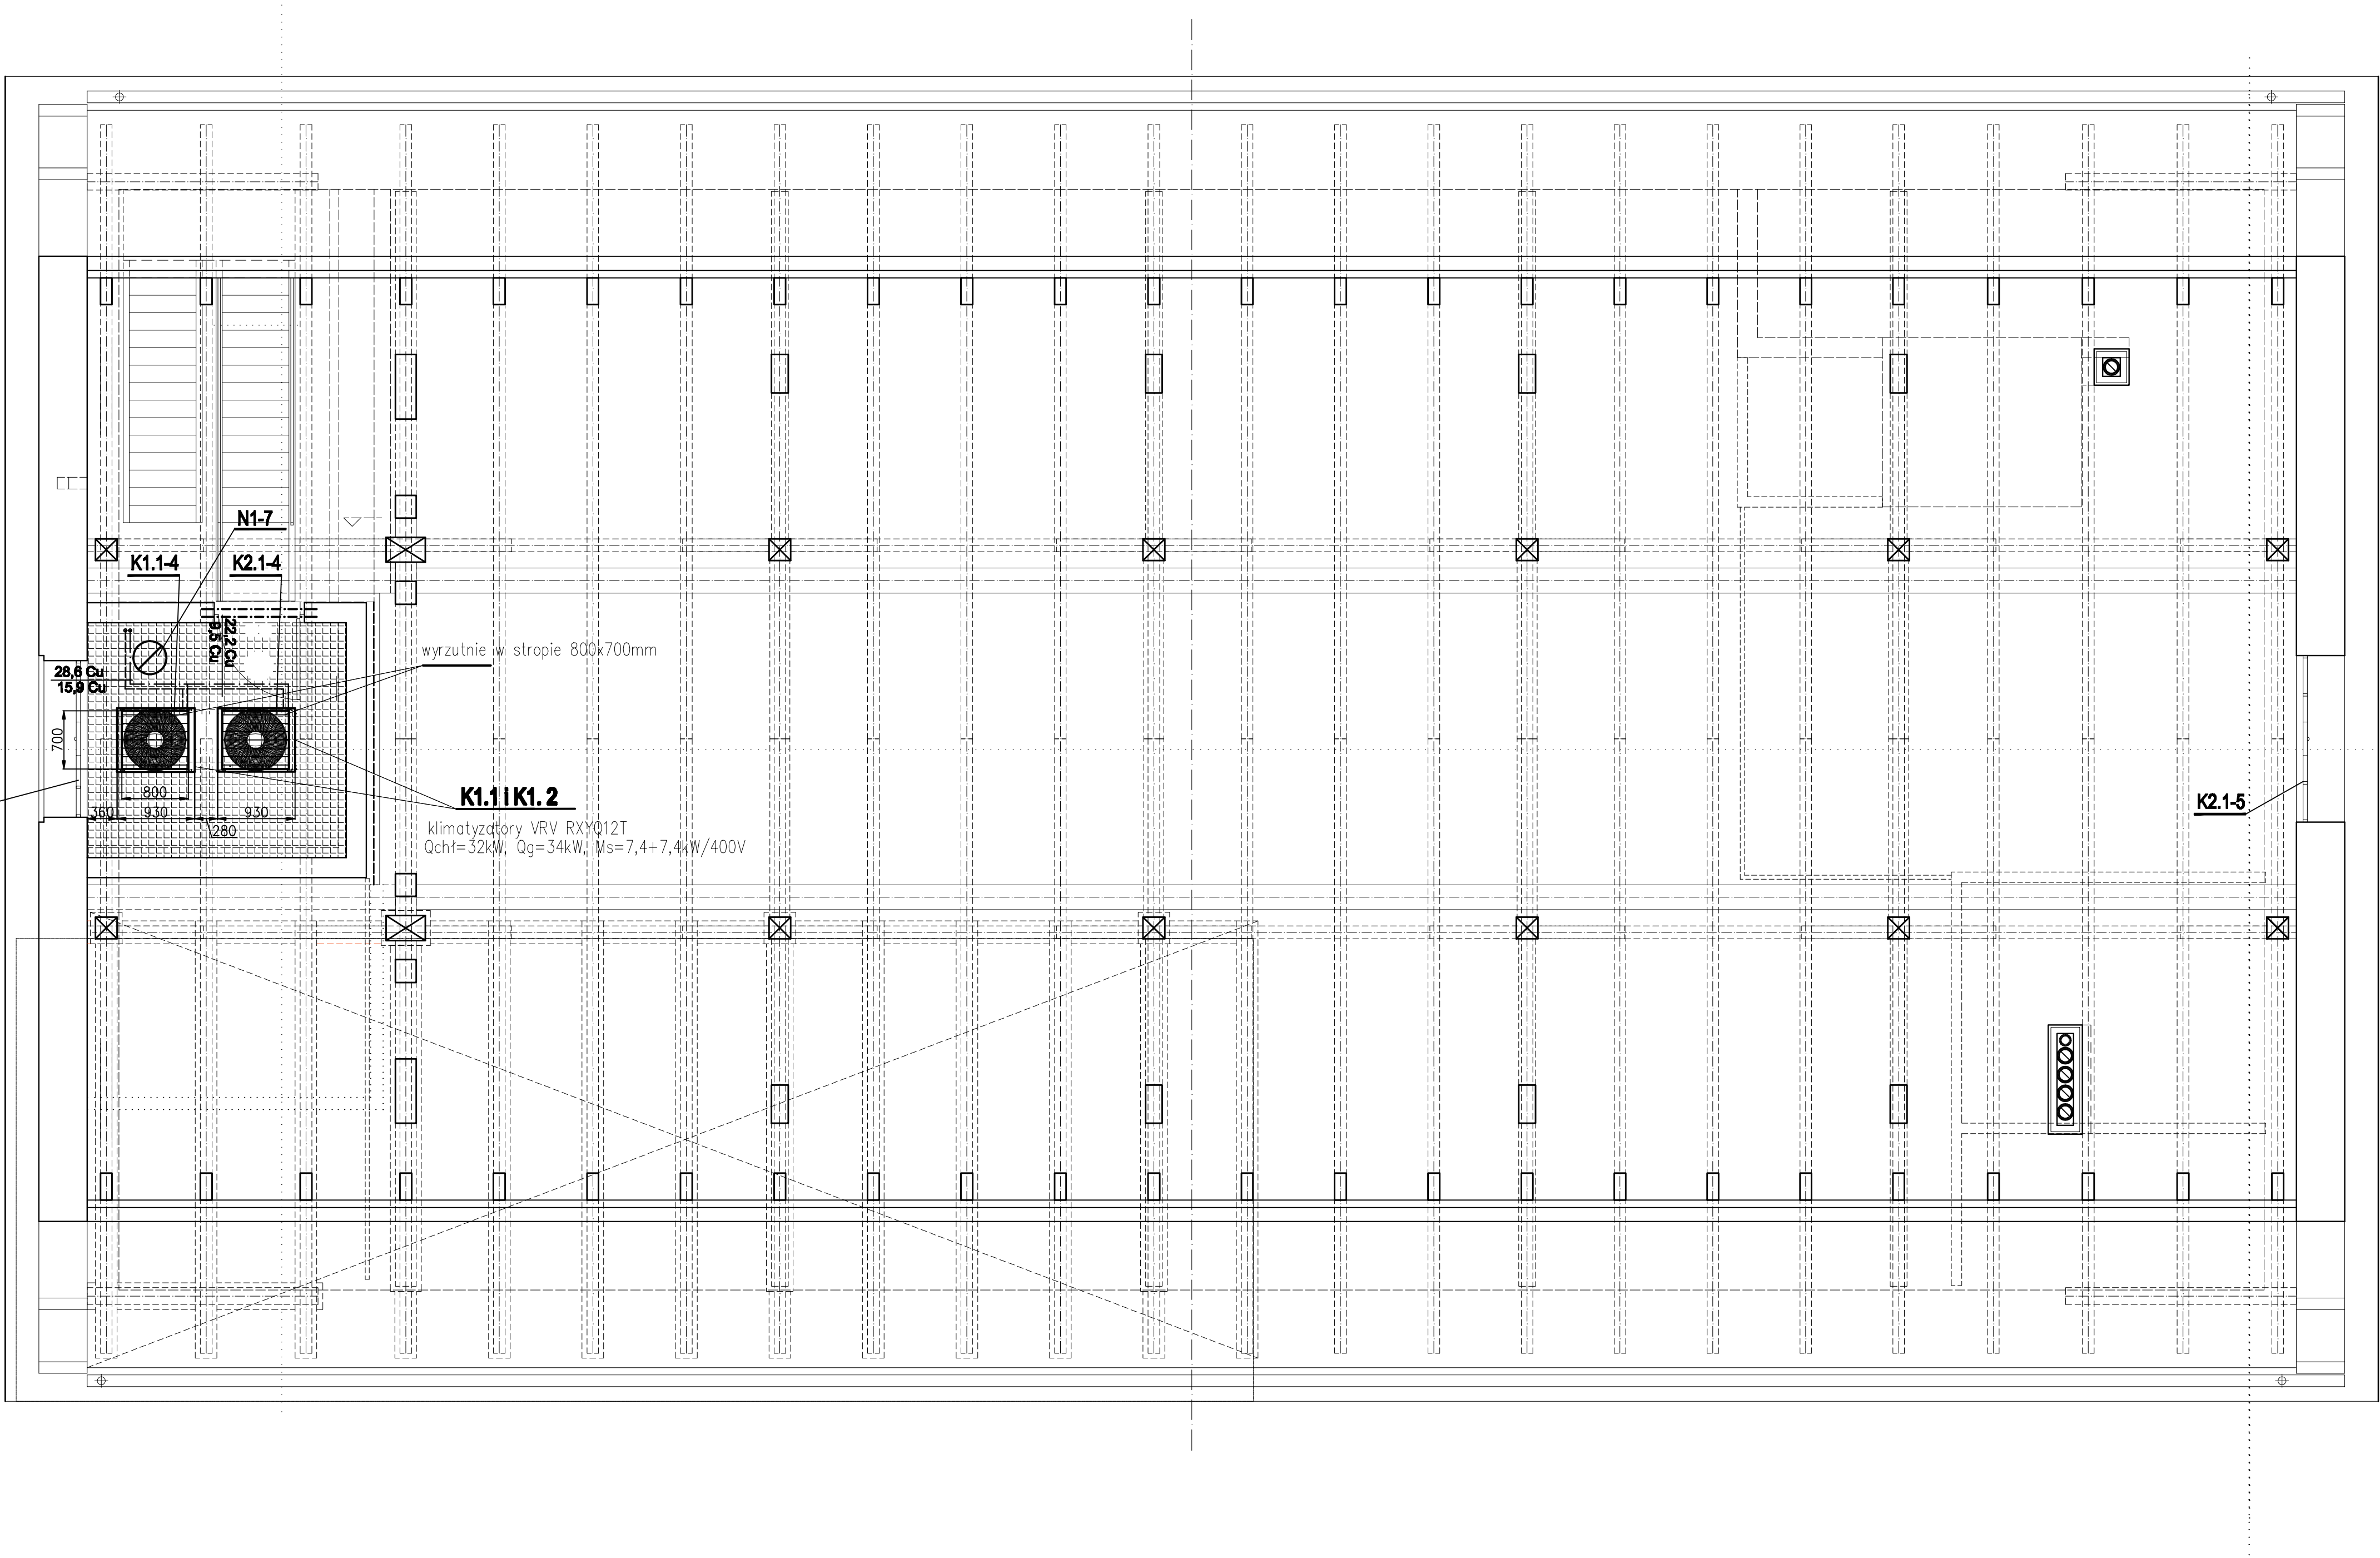 N1-7
K1.1-4
K2.1-4
22,2 Cu
9,5 Cu
wyrzutnie w stropie 800x700mm
28,6 Cu
15,9 Cu
700
800
360
930
280
930
K1.1 i K1. 2
klimatyzatory VRV RXYQ12T
Qchł=32kW, Qg=34kW, Ms=7,4+7,4kW/400V
K2.1-5